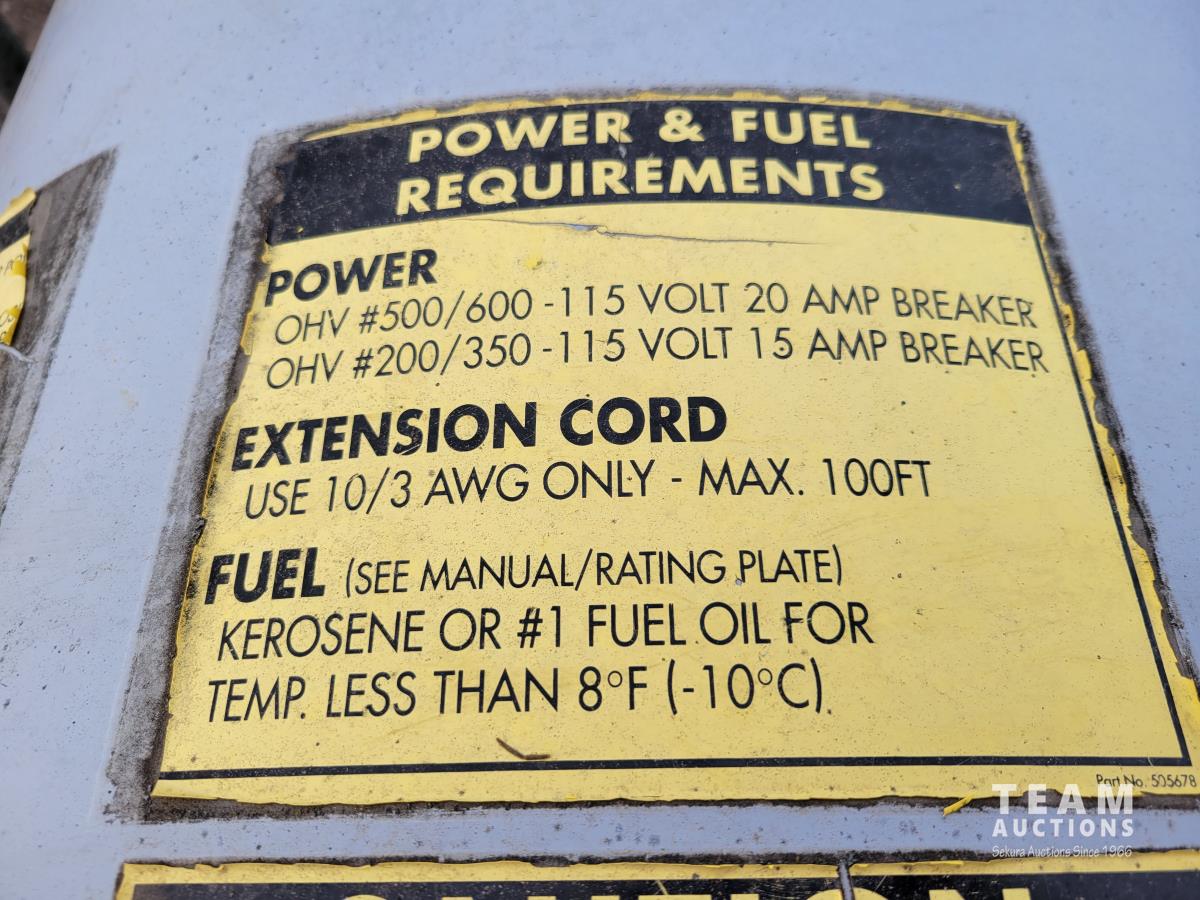 POWER & FUEL
REQUIREMENTS
POWER
OHV #500/600 -115 VOLT 20 AMP BREAKER
OHV #200/350 -115 VOLT 15 AMP BREAKER
EXTENSION CORD
USE 10/3 AWG ONLY - MAX. 100FT
FUEL (SEE MANUAL/RATING PLATE)
KEROSENE OR #1 FUEL OIL FOR
TEMP. LESS THAN 8°F (-10°C).
Part No. 505678
TEAM
AUCTIONS
Sekura Auctions Since 1966
CAUTION